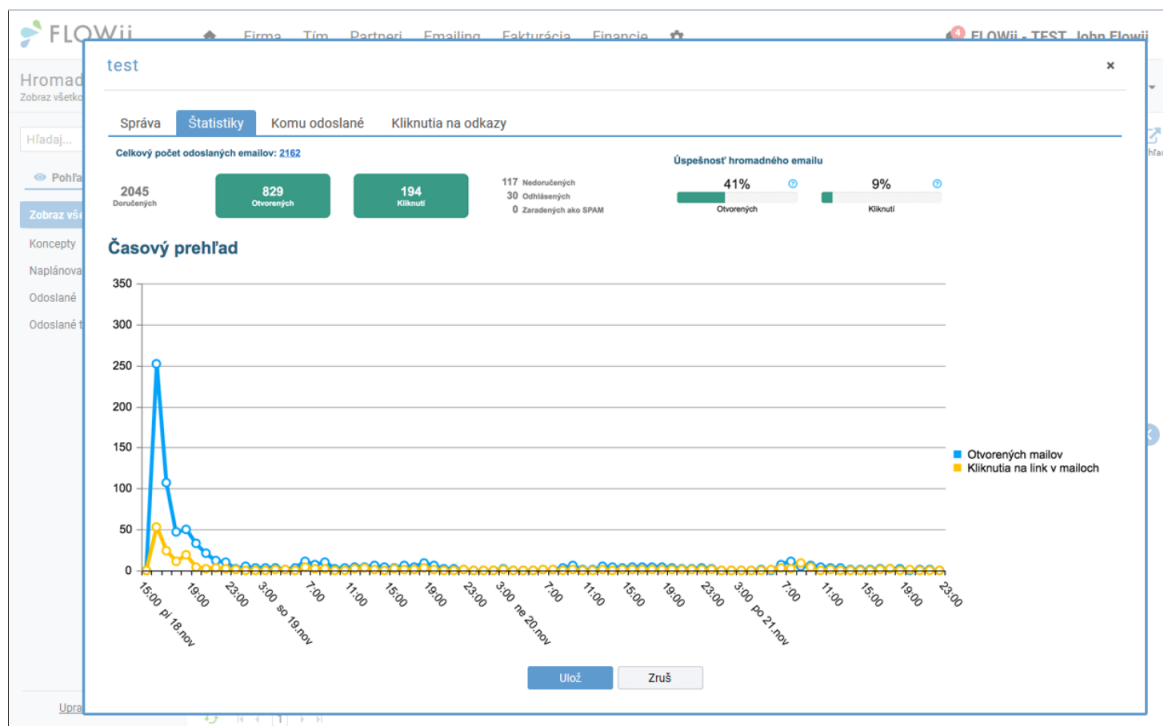 FLOWii
Firma Tím Partneri Emailing Fakturácia Financie
4 FLOWii - TEST, John Flowii
Hromad
Zobraz všetko
Hľadaj...
Pohľa
Zobraz vše
Koncepty
Naplánova
Odoslané
Odoslané t
Upra
1
test
×
Správa Štatistiky Komu odoslané Kliknutia na odkazy
Celkový počet odoslaných emailov: 2162
2045
Doručených
829
Otvorených
194
Kliknutí
117 Nedoručených
30 Odhlásených
0 Zaradených ako SPAM
Úspešnosť hromadného emailu
41% ?
Otvorených
9% ?
Kliknutí
Časový prehľad
350
300
250
200
150
100
50
0
15:00 pi 18.nov 19:00 23:00 3:00 so 19.nov 7:00 11:00 15:00 19:00 23:00 3:00 ne 20.nov 7:00 11:00 15:00 19:00 23:00 3:00 po 21.nov 7:00 11:00 15:00 19:00 23:00
Otvorených mailov
Kliknutia na link v mailoch
Ulož Zruš